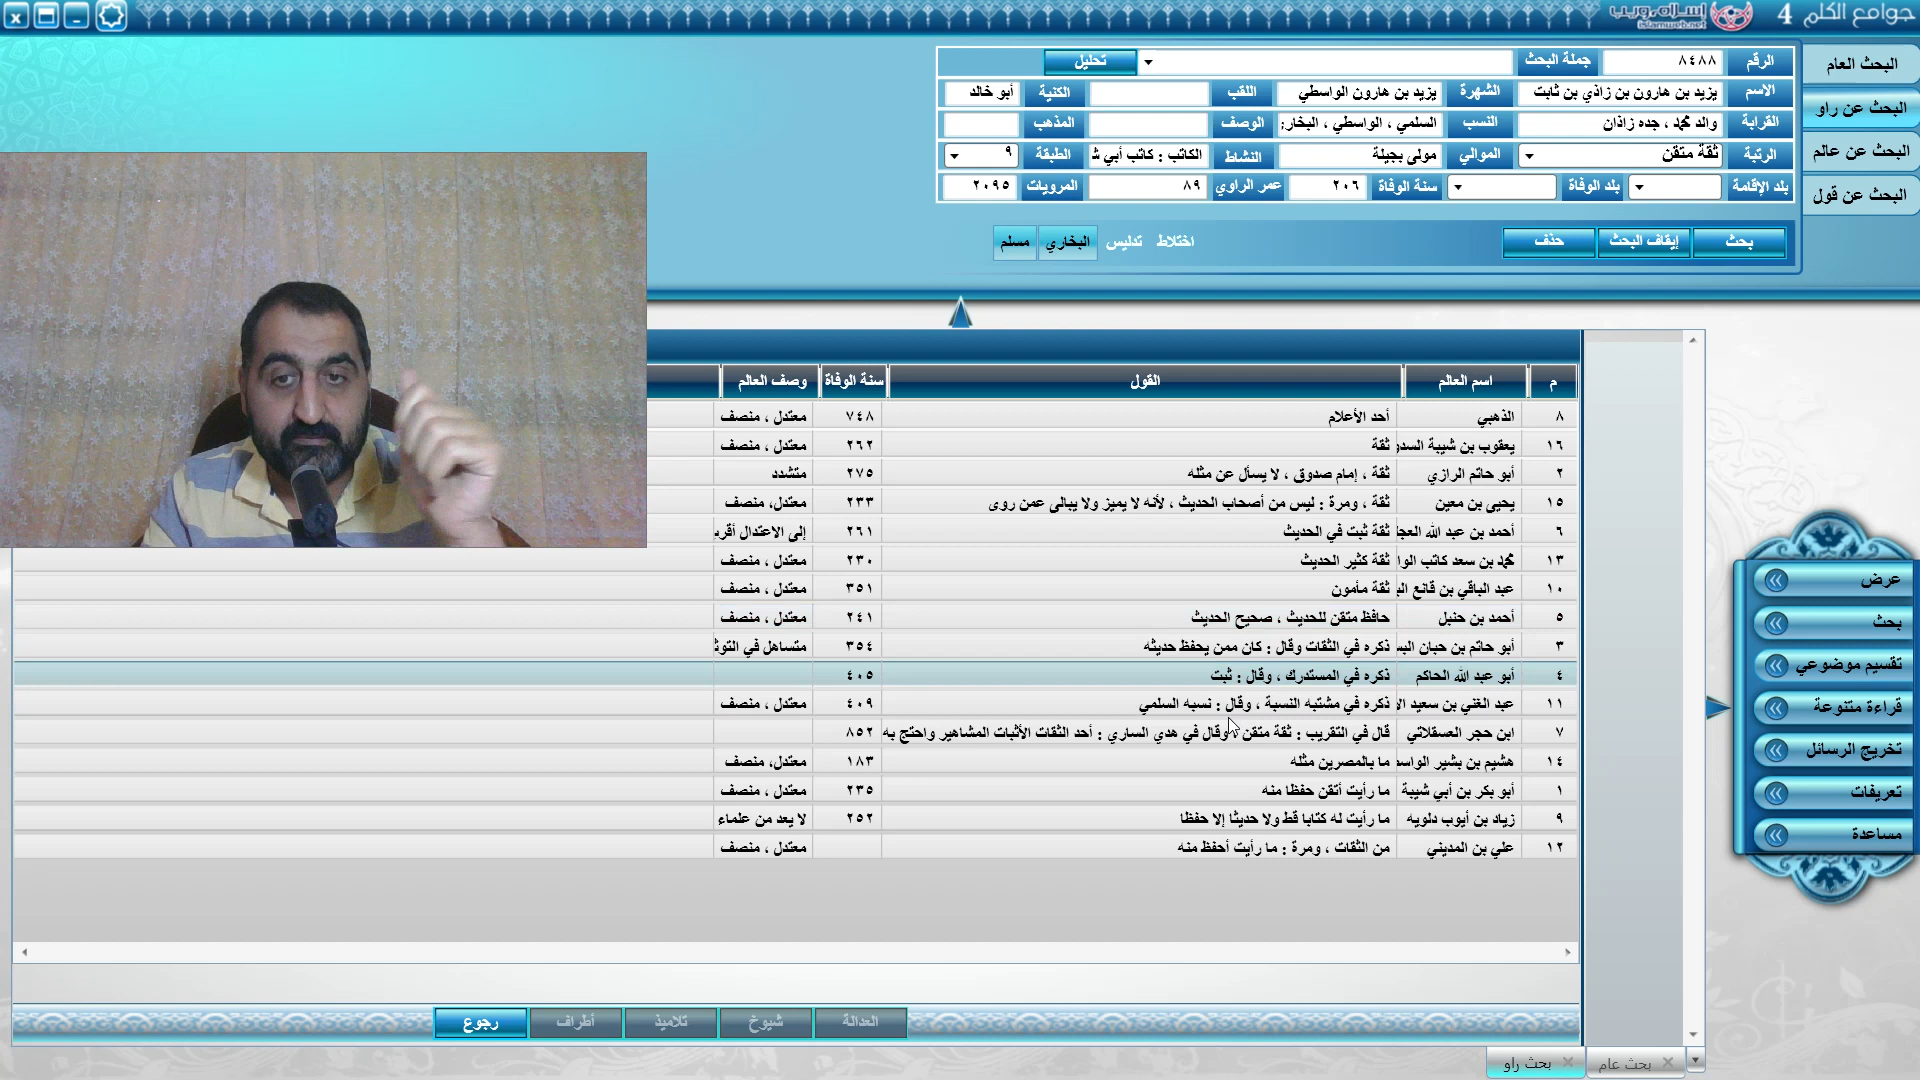 جوامع الكلم 4 إسلام ويب islamweb.net
البحث العام
البحث عن راو
البحث عن عالم
البحث عن قول
الرقم ٨٤٨٨ جملة البحث تحليل
الاسم يزيد بن هارون بن زاذي بن ثابت الشهرة يزيد بن هارون الواسطي اللقب الكنية أبو خالد
القرابة والد محمد ، جده زاذان النسب السلمي ، الواسطي ، البخار; الوصف المذهب
الرتبة ثقة متقن الموالي مولى بجيلة النشاط الكاتب : كاتب أبي ش الطبقة ٩
بلد الإقامة بلد الوفاة سنة الوفاة ٢٠٦ عمر الراوي ٨٩ المرويات ٢٠٩٥
بحث إيقاف البحث حذف
اختلاط تدليس البخاري مسلم
م اسم العالم القول سنة الوفاة وصف العالم
٨ الذهبي أحد الأعلام ٧٤٨ معتدل ، منصف
١٦ يعقوب بن شيبة السدو ثقة ٢٦٢ معتدل ، منصف
٢ أبو حاتم الرازي ثقة ، إمام صدوق ، لا يسأل عن مثله ٢٧٥ متشدد
١٥ يحيى بن معين ثقة ، ومرة : ليس من أصحاب الحديث ، لأنه لا يميز ولا يبالى عمن روى ٢٣٣ معتدل، منصف
٦ أحمد بن عبد الله العجا ثقة ثبت في الحديث ٢٦١ إلى الاعتدال أقرب
١٣ محمد بن سعد كاتب الوا ثقة كثير الحديث ٢٣٠ معتدل ، منصف
١٠ عبد الباقي بن قانع الب ثقة مأمون ٣٥١ معتدل ، منصف
٥ أحمد بن حنبل حافظ متقن للحديث ، صحيح الحديث ٢٤١ معتدل ، منصف
٣ أبو حاتم بن حبان البس ذكره في الثقات وقال : كان ممن يحفظ حديثه ٣٥٤ متساهل في التوث
٤ أبو عبد الله الحاكم ذكره في المستدرك ، وقال : ثبت ٤٠٥
١١ عبد الغني بن سعيد الا ذكره في مشتبه النسبة ، وقال : نسبه السلمي ٤٠٩ معتدل ، منصف
٧ ابن حجر العسقلاني قال في التقريب : ثقة متقن وقال في هدي الساري : أحد الثقات الأثبات المشاهير واحتج به ٨٥٢
١٤ هشيم بن بشير الواس ما بالمصرين مثله ١٨٣ معتدل، منصف
١ أبو بكر بن أبي شيبة ما رأيت أتقن حفظا منه ٢٣٥ معتدل ، منصف
٩ زياد بن أيوب دلويه ما رأيت له كتابا قط ولا حديثا إلا حفظا ٢٥٢ لا يعد من علماء
١٢ علي بن المديني من الثقات ، ومرة : ما رأيت أحفظ منه معتدل ، منصف
عرض
بحث
تقسيم موضوعي
قراءة متنوعة
تخريج الرسائل
تعريفات
مساعدة
العدالة شيوخ تلاميذ أطراف رجوع
بحث عام بحث راو